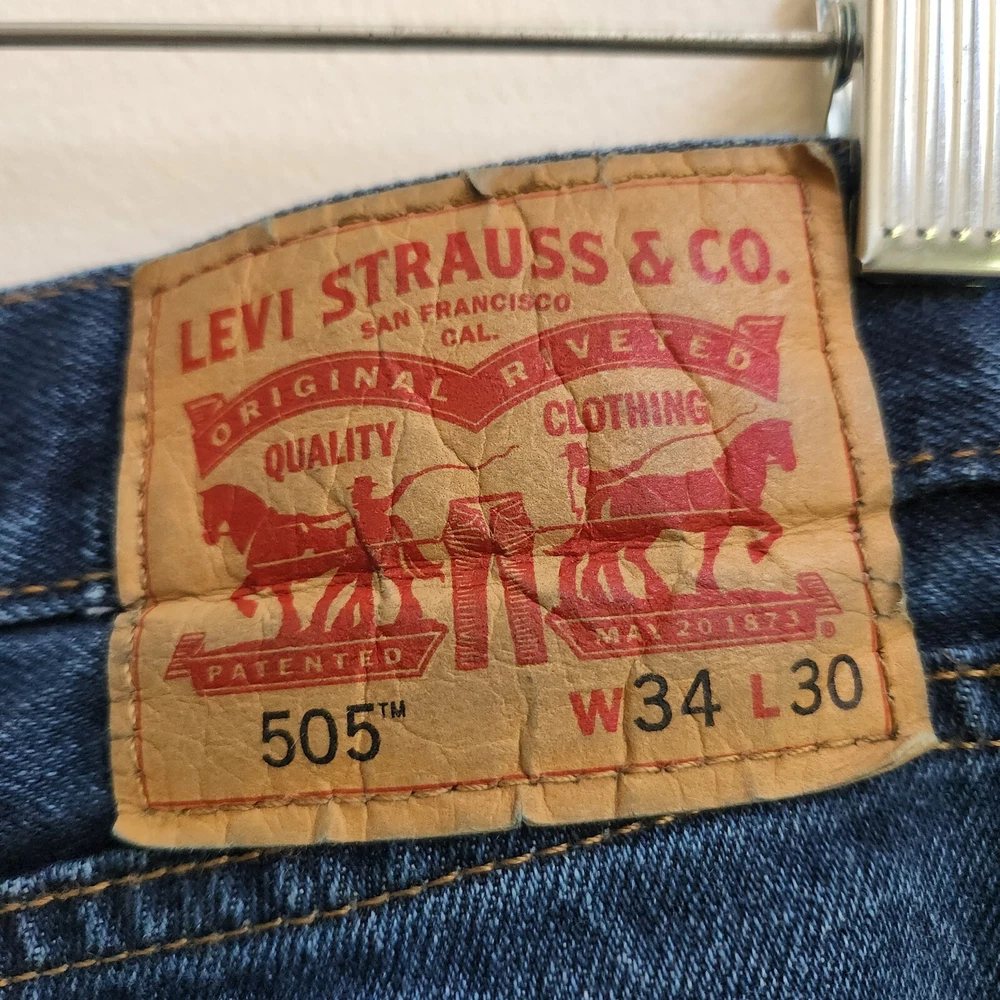 LEVI STRAUSS & CO.
SAN FRANCISCO
CAL.
ORIGINAL RIVETED
QUALITY CLOTHING
PATENTED MAY 20 1873 ®
505™ W34 L30